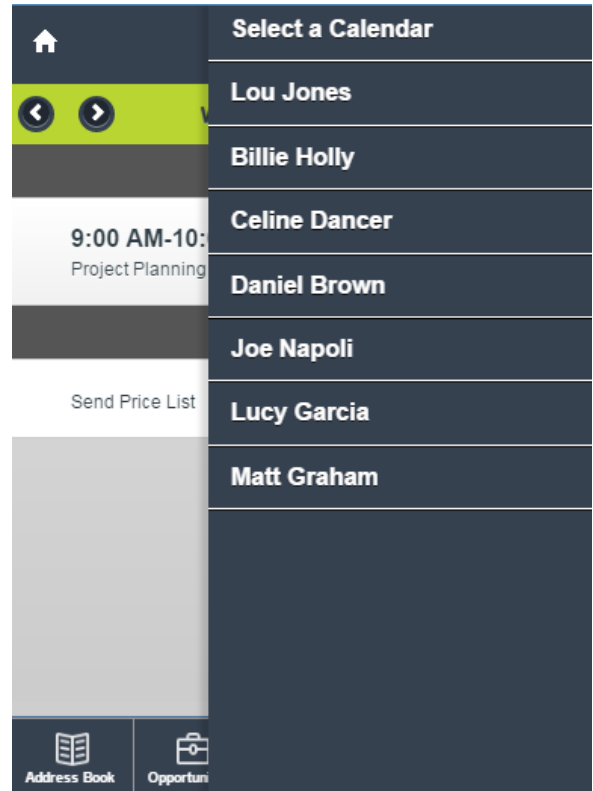 Select a Calendar
Lou Jones
Billie Holly
Celine Dancer
9:00 AM-10:
Project Planning
Daniel Brown
Joe Napoli
Send Price List
Lucy Garcia
Matt Graham
Address Book